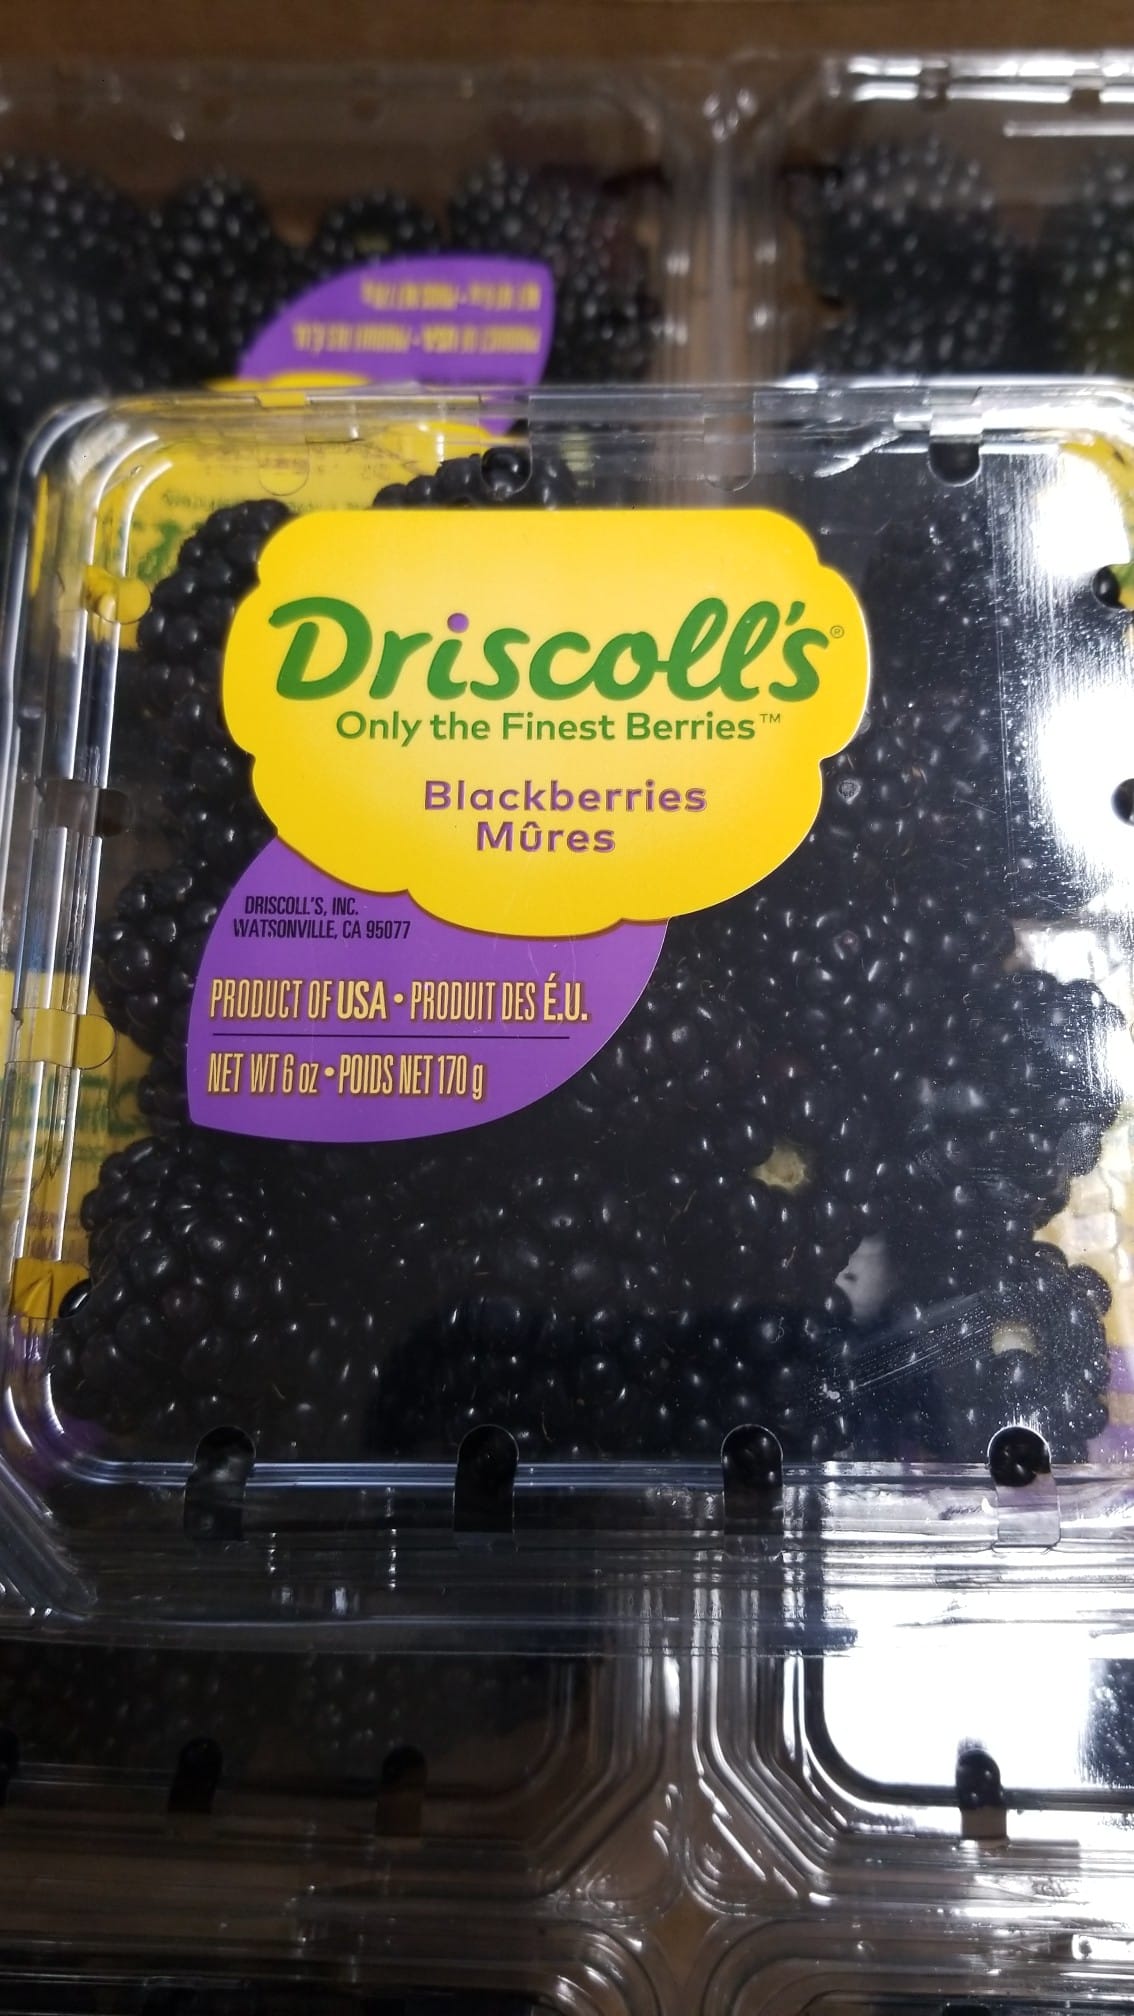 Driscoll's®
Only the Finest Berries™
Blackberries
Mûres
DRISCOLL'S, INC.
WATSONVILLE, CA 95077
PRODUCT OF USA • PRODUIT DES É.U.
NET WT 6 oz • POIDS NET 170 g